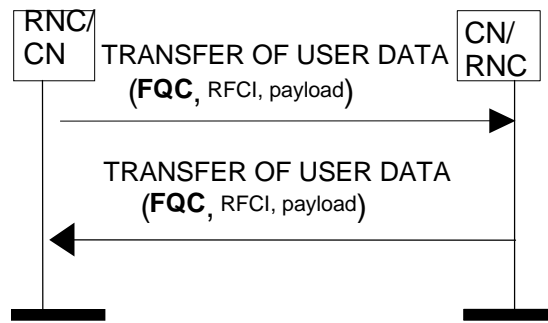 RNC/
CN
CN/
RNC
TRANSFER OF USER DATA
(FQC, RFCI, payload)
TRANSFER OF USER DATA
(FQC, RFCI, payload)